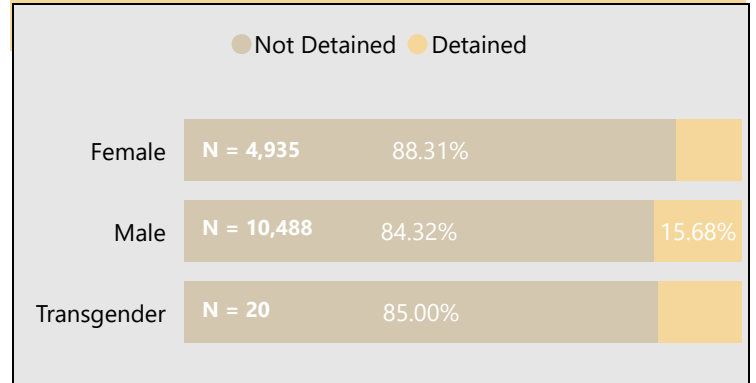 Not Detained Detained
Female N = 4,935 88.31%
Male N = 10,488 84.32% 15.68%
Transgender N = 20 85.00%